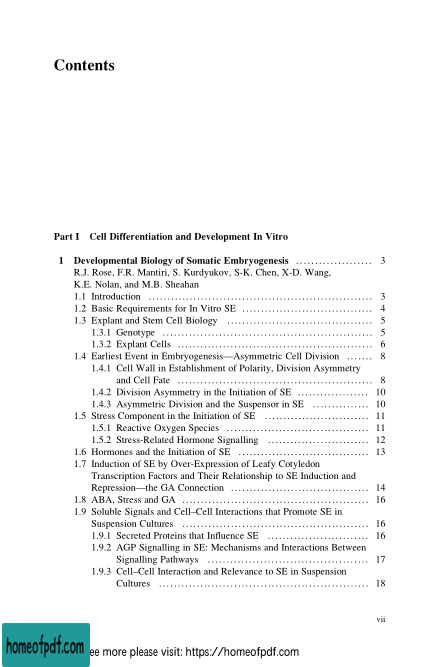 Contents
Part I Cell Differentiation and Development In Vitro
1 Developmental Biology of Somatic Embryogenesis .................... 3
R.J. Rose, F.R. Mantiri, S. Kurdyukov, S-K. Chen, X-D. Wang,
K.E. Nolan, and M.B. Sheahan
1.1 Introduction ............................................................ 3
1.2 Basic Requirements for In Vitro SE .................................. 4
1.3 Explant and Stem Cell Biology ...................................... 5
1.3.1 Genotype ........................................................ 5
1.3.2 Explant Cells .................................................... 6
1.4 Earliest Event in Embryogenesis—Asymmetric Cell Division ....... 8
1.4.1 Cell Wall in Establishment of Polarity, Division Asymmetry
and Cell Fate .................................................... 8
1.4.2 Division Asymmetry in the Initiation of SE ................... 10
1.4.3 Asymmetric Division and the Suspensor in SE ............... 10
1.5 Stress Component in the Initiation of SE ............................ 11
1.5.1 Reactive Oxygen Species ...................................... 11
1.5.2 Stress-Related Hormone Signalling ........................... 12
1.6 Hormones and the Initiation of SE ................................... 13
1.7 Induction of SE by Over-Expression of Leafy Cotyledon
Transcription Factors and Their Relationship to SE Induction and
Repression—the GA Connection ..................................... 14
1.8 ABA, Stress and GA .................................................. 16
1.9 Soluble Signals and Cell–Cell Interactions that Promote SE in
Suspension Cultures .................................................. 16
1.9.1 Secreted Proteins that Influence SE ........................... 16
1.9.2 AGP Signalling in SE: Mechanisms and Interactions Between
Signalling Pathways ........................................... 17
1.9.3 Cell–Cell Interaction and Relevance to SE in Suspension
Cultures ........................................................ 18
vii
homeofpdf.com
ee more please visit: https://homeofpdf.com